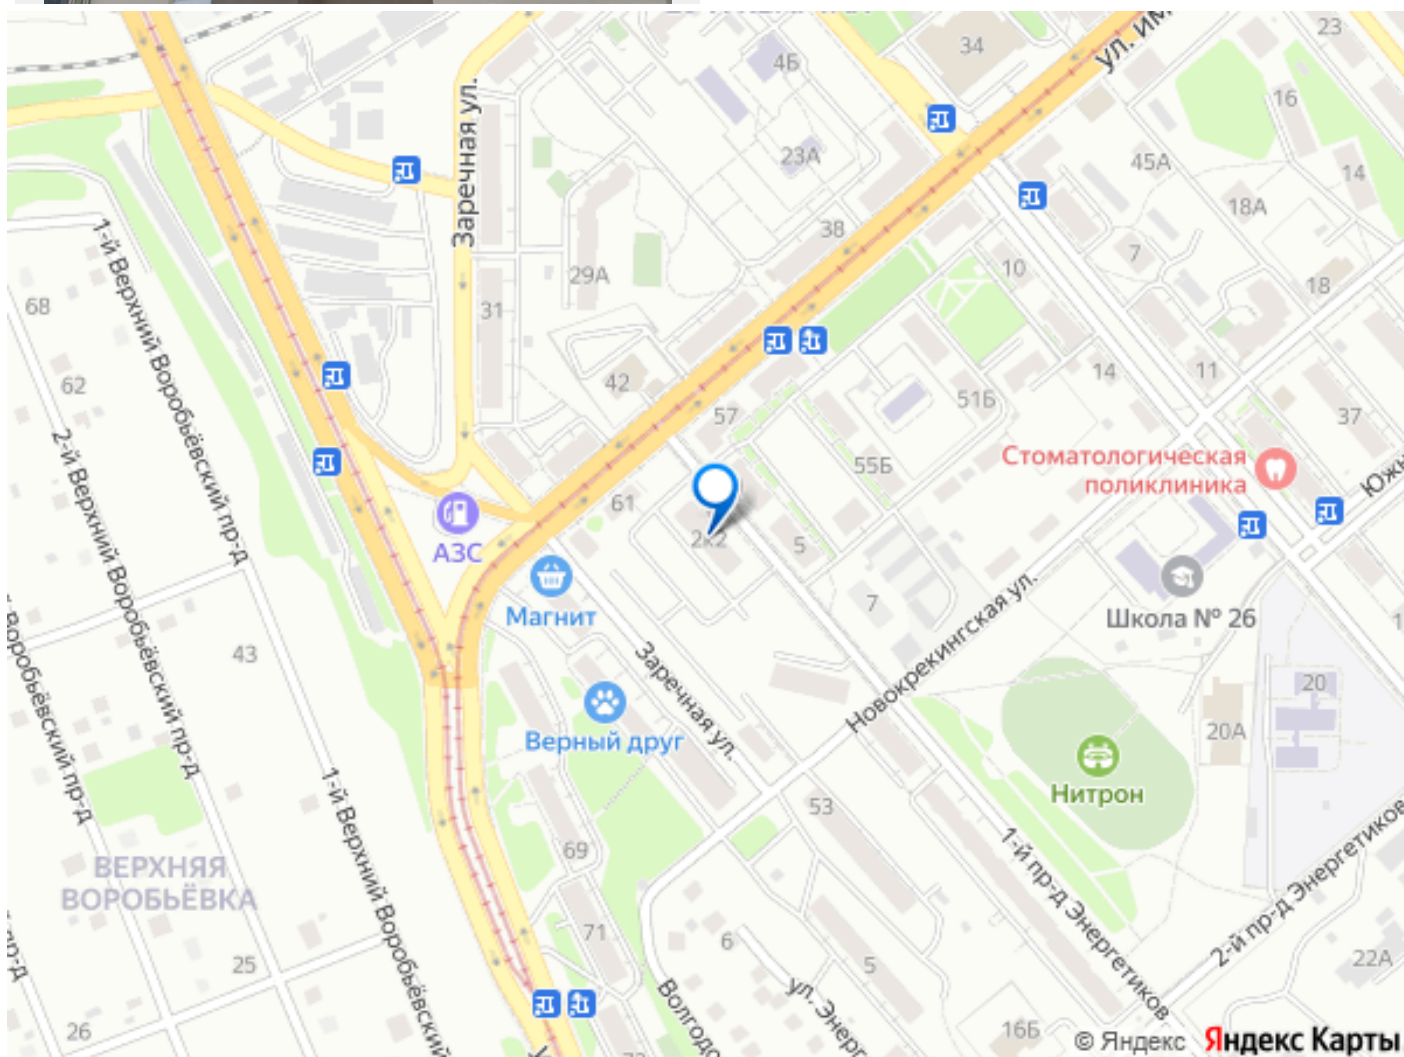 34
23
ул. им
4Б
16
Заречная ул.
23А
45А
14
1-й Верхний Воробьёвский пр-д
18А
38
7
29А
10
68
31
18
62
42
14
11
51Б
37
57
2-й Верхний Воробьёвский пр-д
Стоматологическая
поликлиника
55Б
61
АЗС
2к2
5
Магнит
7
Новокрекингская ул.
Школа № 26
43
Заречная ул.
20
Верный друг
20А
Нитрон
53
1-й Верхний Воробьёвский
69
ВЕРХНЯЯ
ВОРОБЬЁВКА
1-й пр-д Энергетиков
2-й пр-д Энергетиков
71
6
25
5
22А
26
16Б
© Яндекс Яндекс Карты